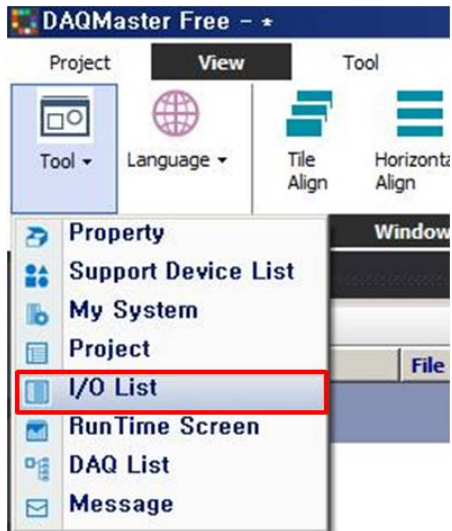 DAQMaster Free - *
Project View Tool
Tool Language Tile Align Horizonta Align
Property
Window
Support Device List
My System
Project
File
I/O List
RunTime Screen
DAQ List
Message